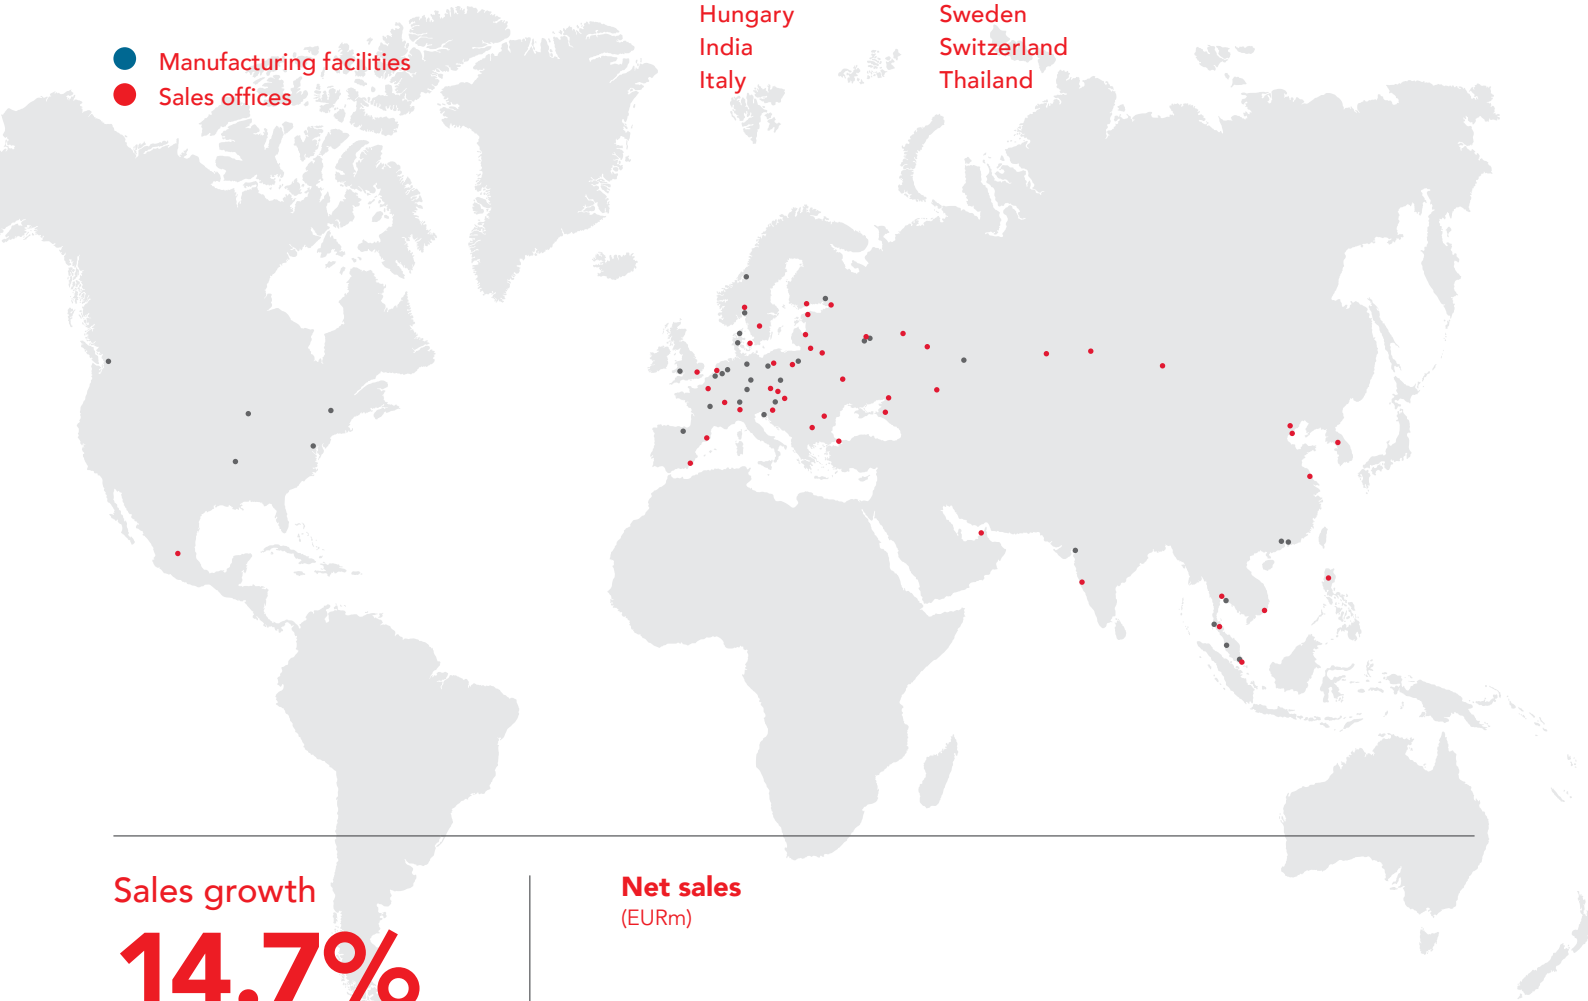 Hungary
India
Italy
Sweden
Switzerland
Thailand
Manufacturing facilities
Sales offices
Sales growth
14.7%
Net sales
(EURm)